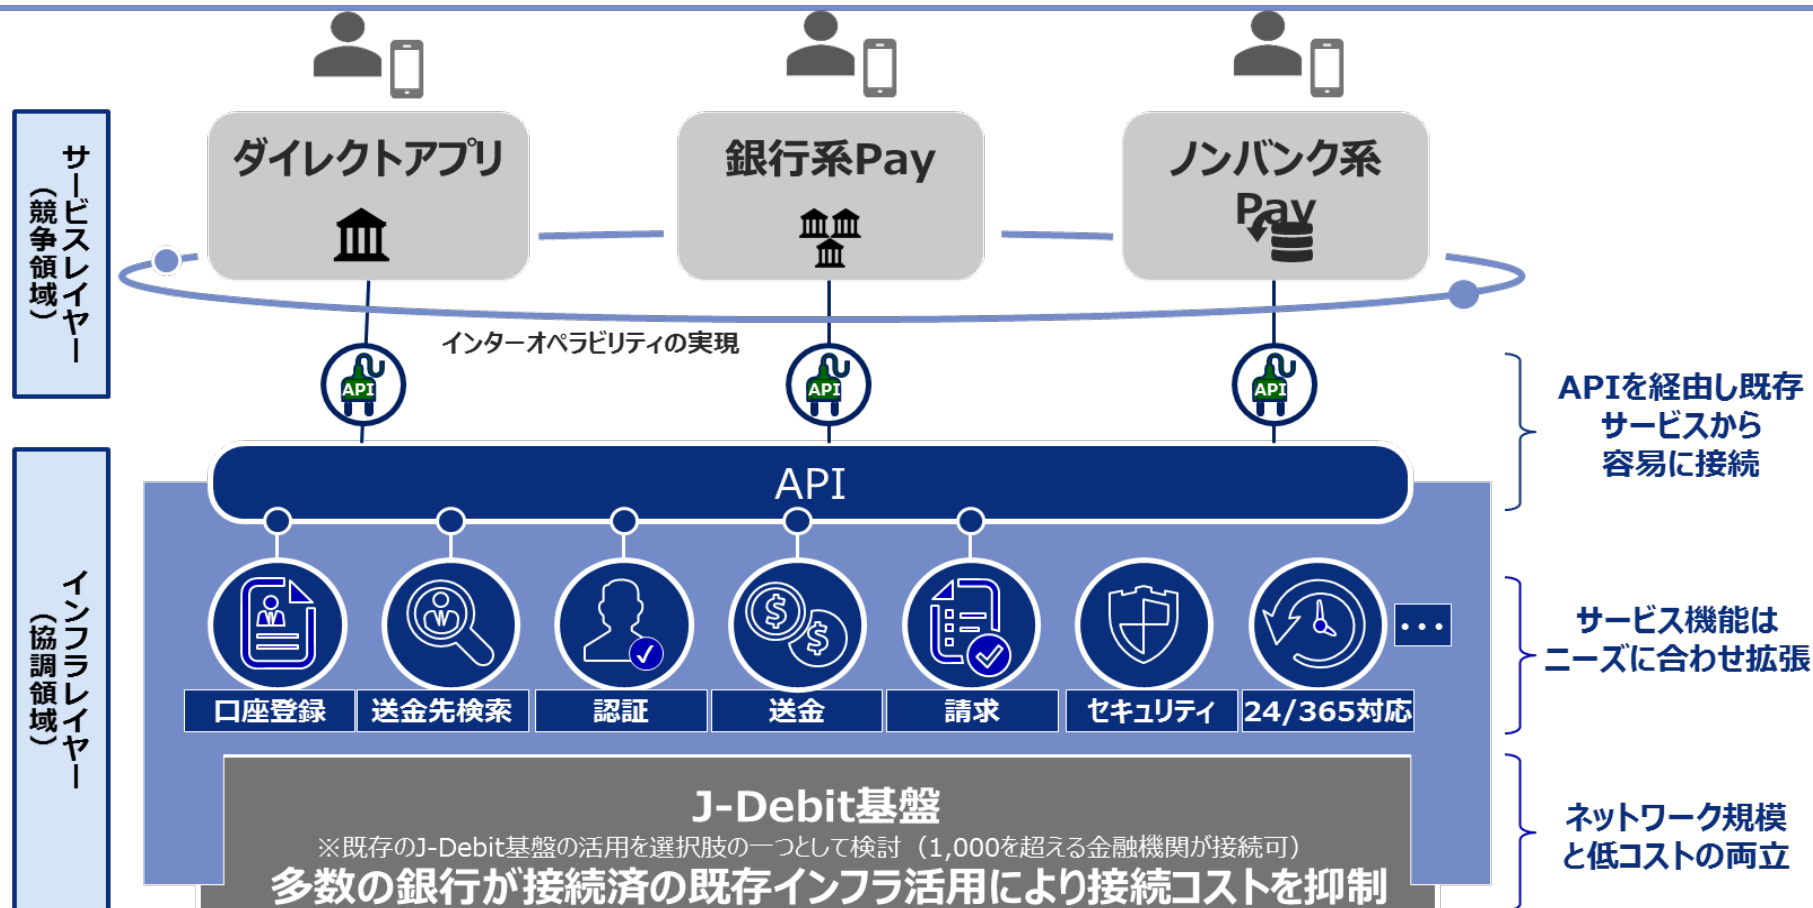 ダイレクトアプリ
銀行系Pay
ノンバンク系
Pay
サービスレイヤー
（競争領域）
インターオペラビリティの実現
API
API
API
APIを経由し既存
サービスから
容易に接続
API
インフラレイヤー
（協調領域）
口座登録
送金先検索
認証
送金
請求
セキュリティ
24/365対応
…
サービス機能は
ニーズに合わせ拡張
J-Debit基盤
※既存のJ-Debit基盤の活用を選択肢の一つとして検討（1,000を超える金融機関が接続可）
多数の銀行が接続済の既存インフラ活用により接続コストを抑制
ネットワーク規模
と低コストの両立